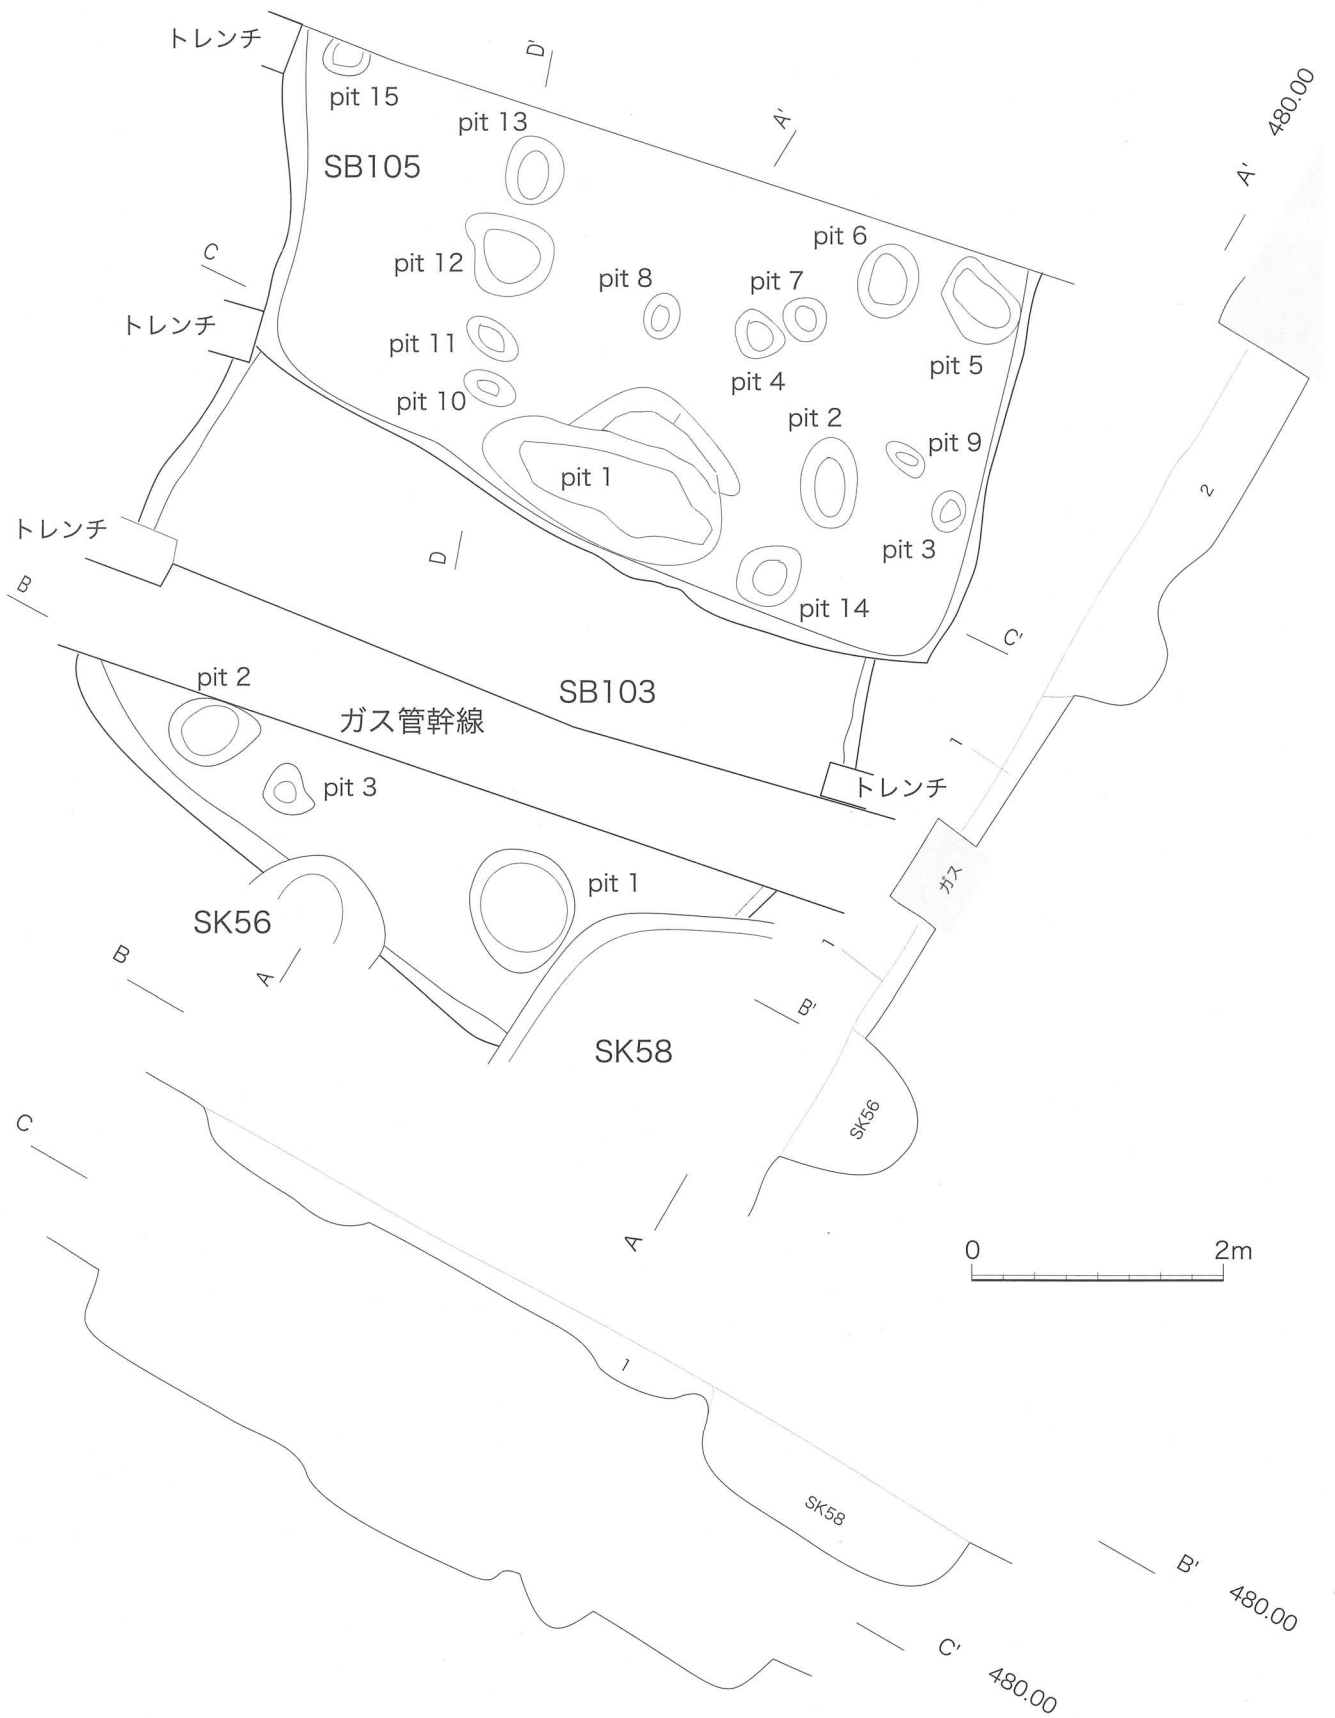 トレンチ
D'
pit 15
A'
480.00
pit 13
SB105
A'
pit 6
C
pit 12
pit 8
pit 7
トレンチ
pit 11
pit 4
pit 5
pit 10
pit 2
pit 9
pit 1
2
トレンチ
D
pit 3
B
pit 14
C'
pit 2
SB103
ガス管幹線
1
pit 3
トレンチ
pit 1
ガス
SK56
1
B
A
B'
SK58
SK56
C
A
0
2m
1
SK58
B'
480.00
C'
480.00